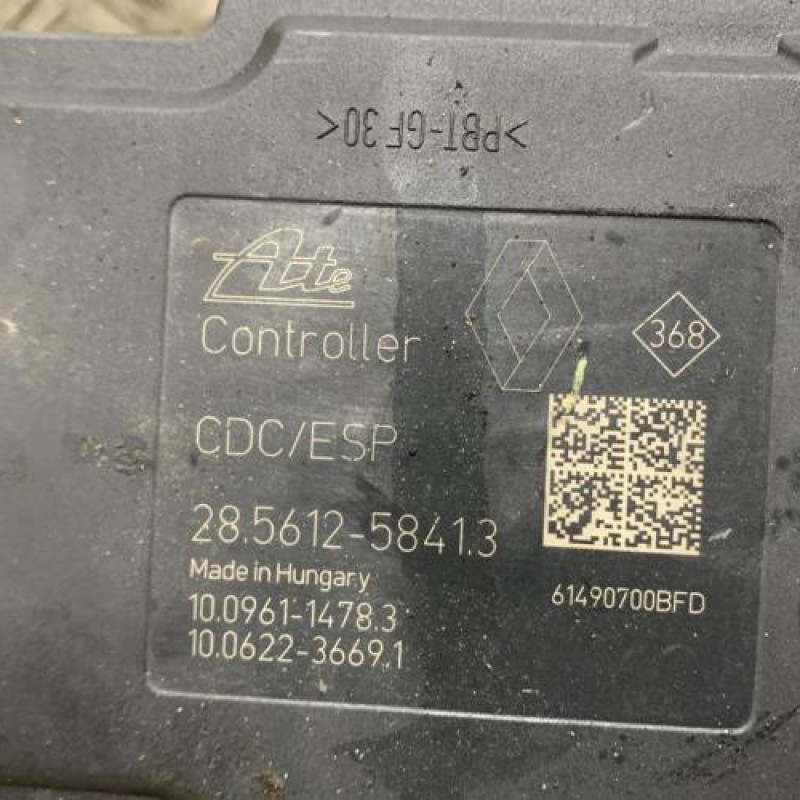 >PBT-GF30<
Ate
Controller
368
CDC/ESP
28.5612-5841.3
Made in Hungary
10.0961-1478.3
10.0622-3669.1
61490700BFD